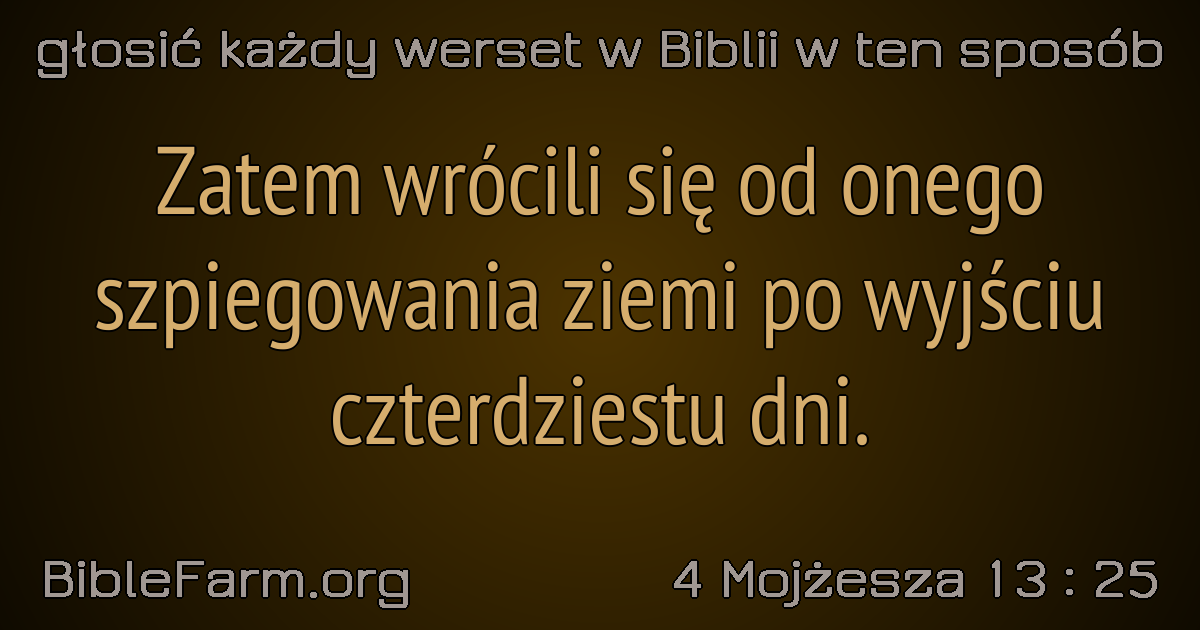 głosić każdy werset w Biblii w ten sposób
Zatem wrócili się od onego
szpiegowania ziemi po wyjściu
czterdziestu dni.
BibleFarm.org
4 Mojżesza 13 : 25